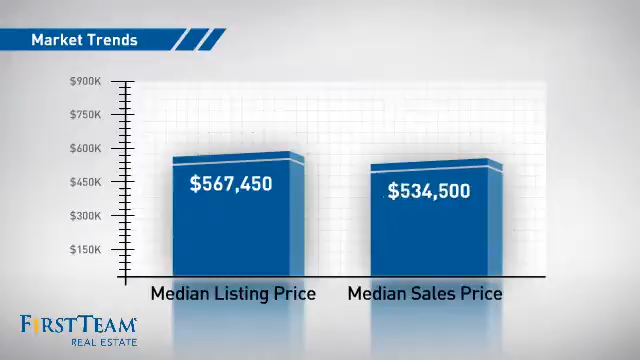 Market Trends
$900K
$750K
$600K
$450K
$300K
$150K
$567,450
$534,500
Median Listing Price
Median Sales Price
FIRSTTEAM®
REAL ESTATE